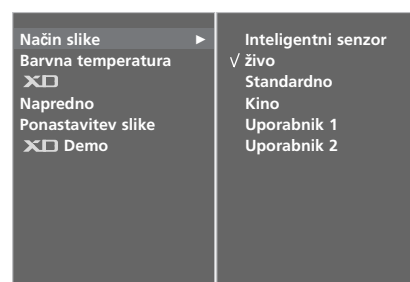 Način slike ►
Barvna temperatura
XD
Napredno
Ponastavitev slike
XD Demo
Inteligentni senzor
√ živo
Standardno
Kino
Uporabnik 1
Uporabnik 2